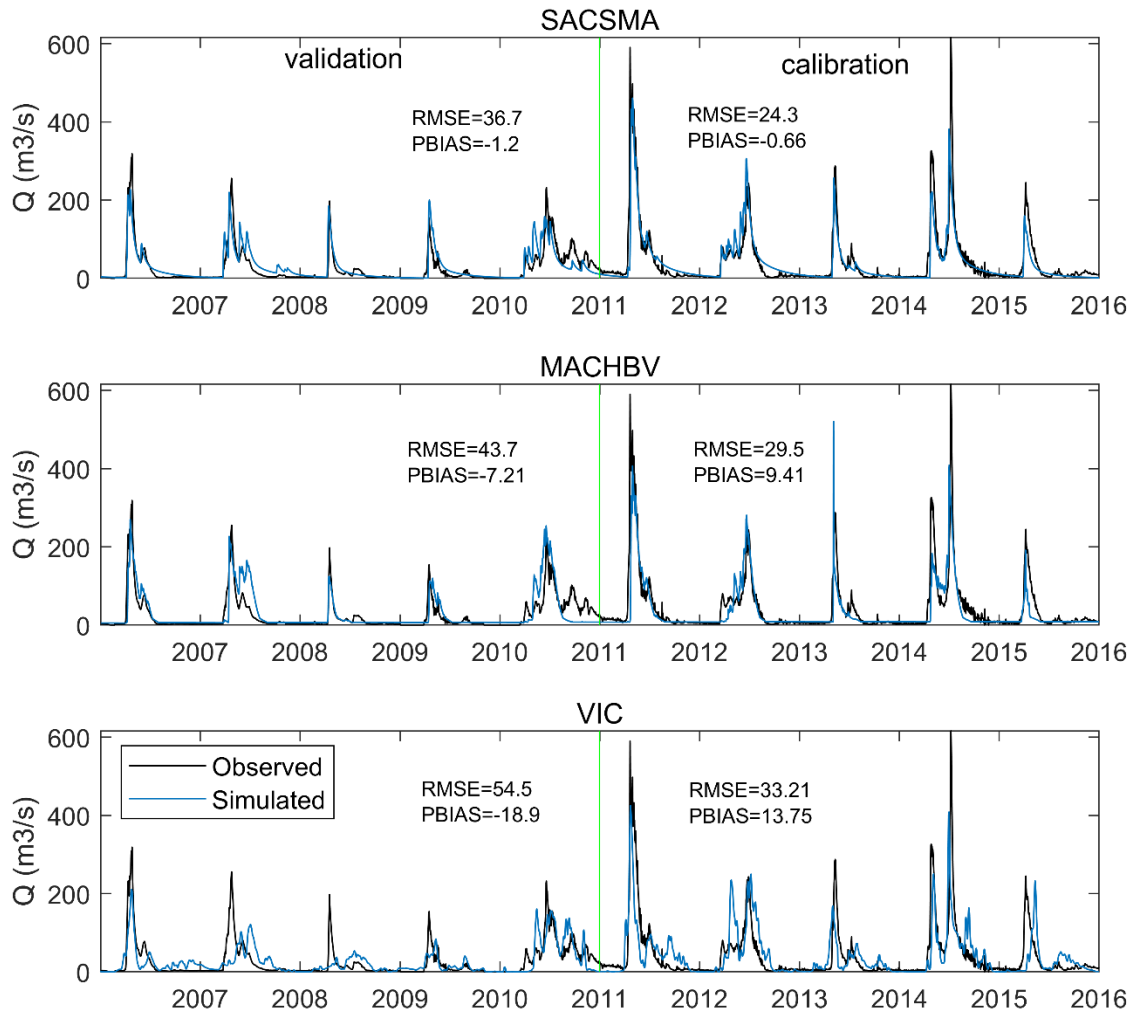 SACSMA
validation
calibration
RMSE=36.7
PBIAS=-1.2
RMSE=24.3
PBIAS=-0.66
Q (m3/s)
600
400
200
0
2007 2008 2009 2010 2011 2012 2013 2014 2015 2016
MACHBV
RMSE=43.7
PBIAS=-7.21
RMSE=29.5
PBIAS=9.41
Q (m3/s)
600
400
200
0
2007 2008 2009 2010 2011 2012 2013 2014 2015 2016
VIC
Observed
Simulated
RMSE=54.5
PBIAS=-18.9
RMSE=33.21
PBIAS=13.75
Q (m3/s)
600
400
200
0
2007 2008 2009 2010 2011 2012 2013 2014 2015 2016